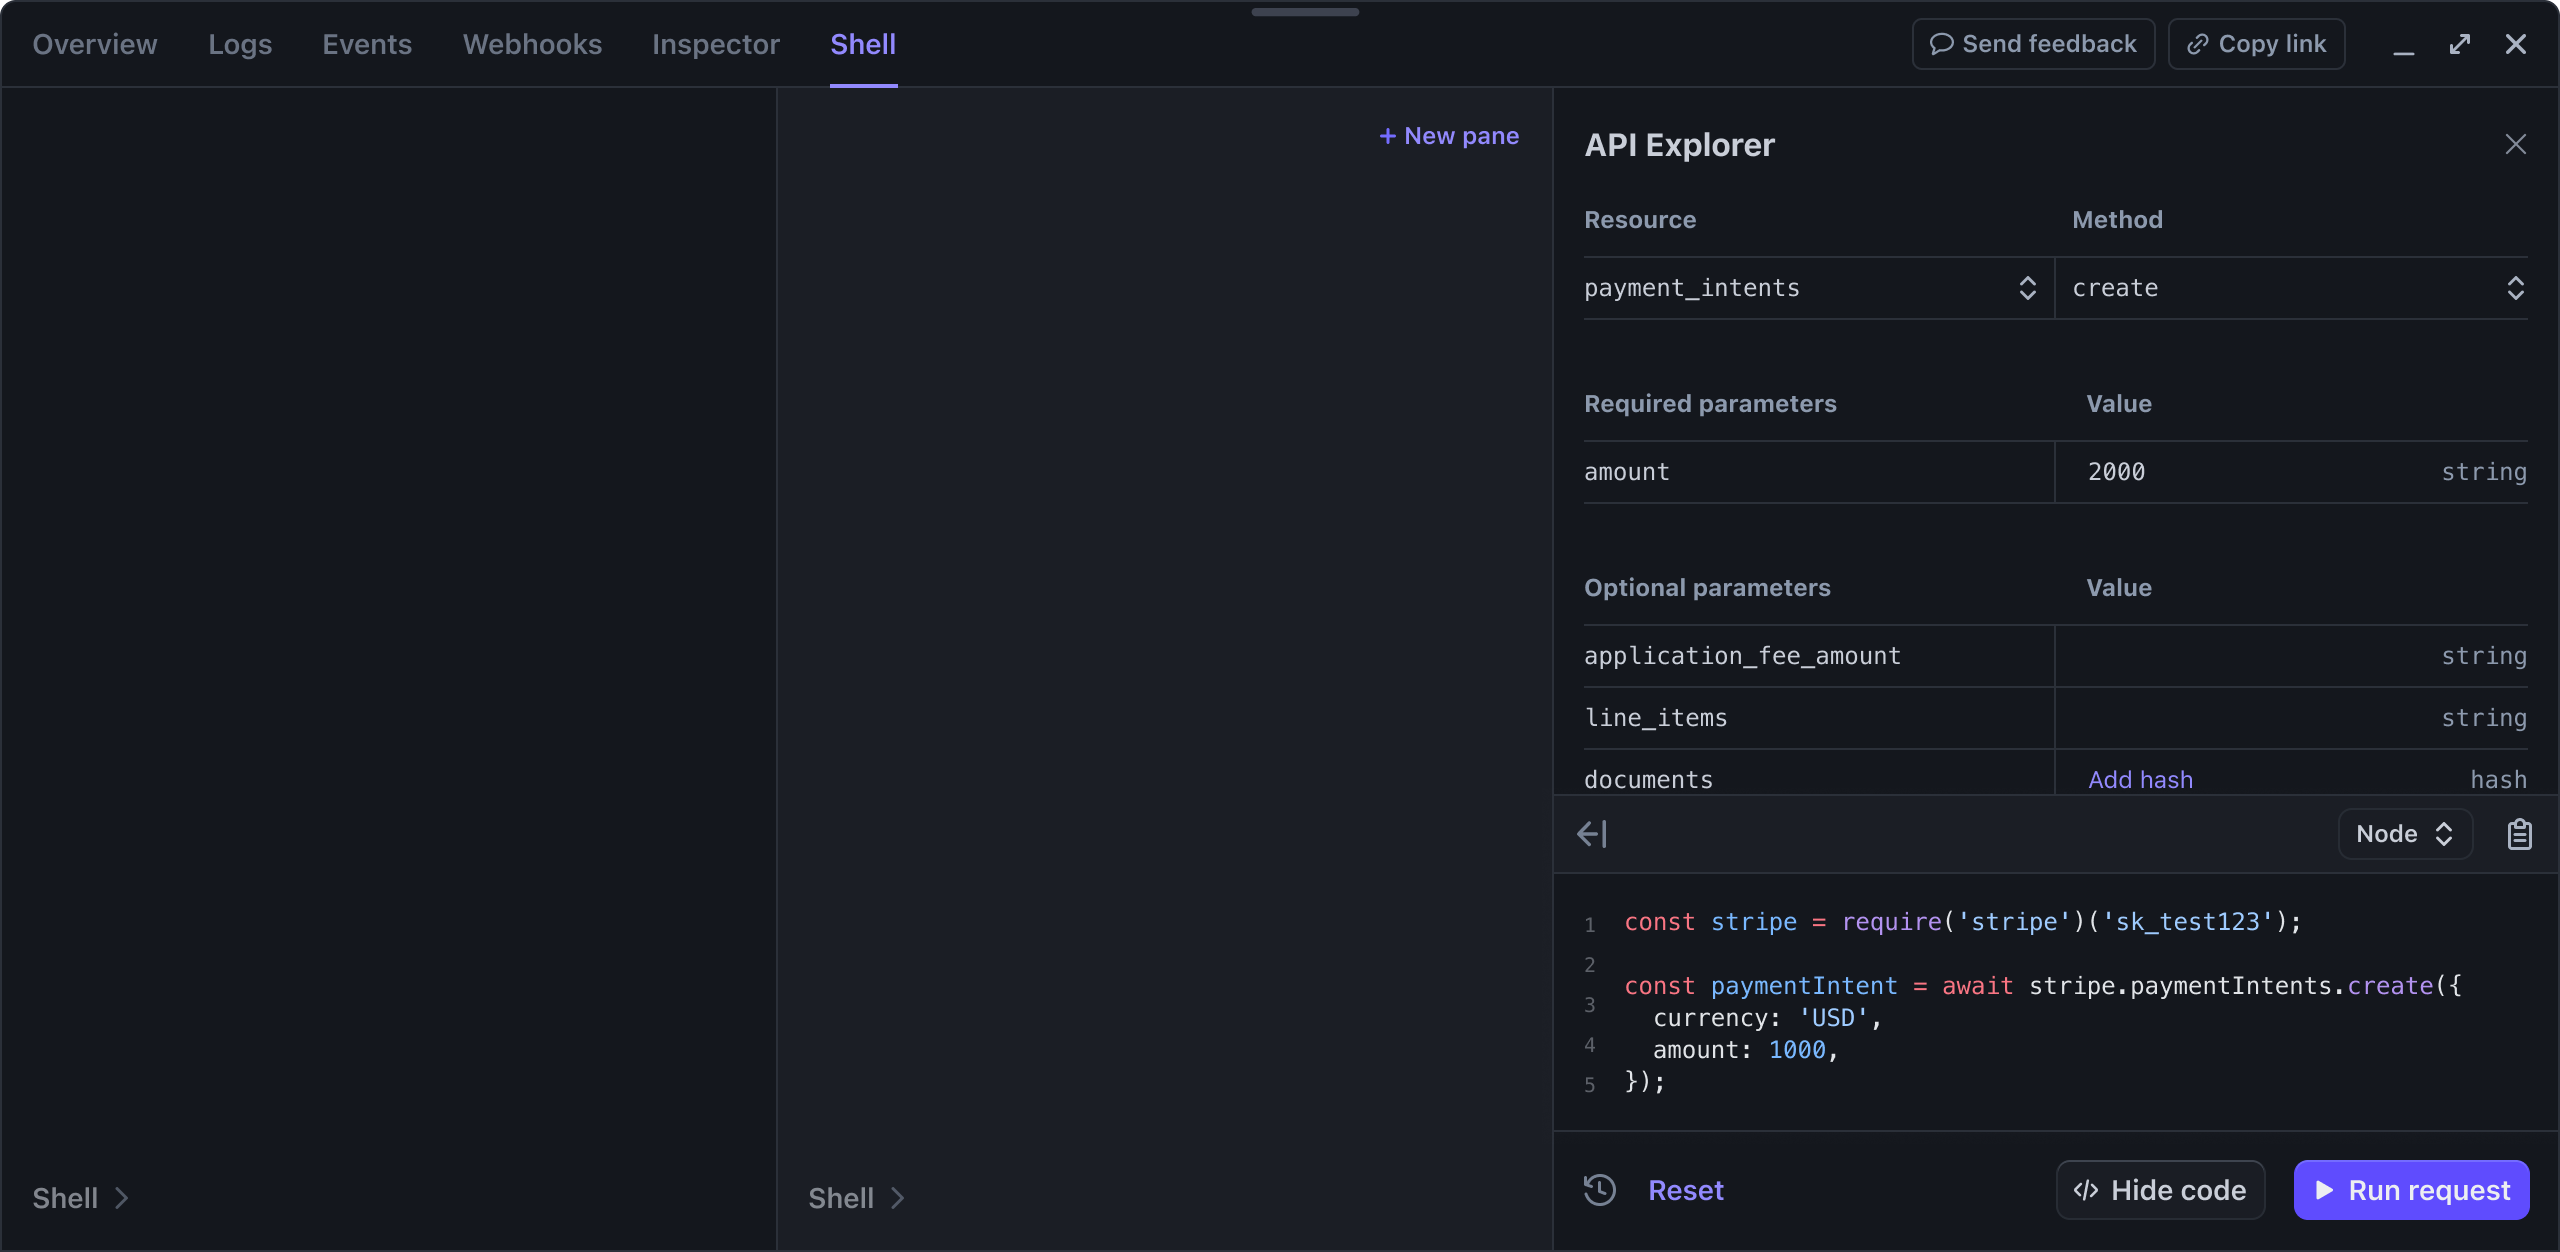 Overview Logs Events Webhooks Inspector Shell Send feedback Copy link
+ New pane
API Explorer
Resource Method
payment_intents create
Required parameters Value
amount 2000 string
Optional parameters Value
application_fee_amount string
line_items string
documents Add hash hash
Node
1 const stripe = require('stripe')('sk_test123');
2
3 const paymentIntent = await stripe.paymentIntents.create({
currency: 'USD',
4 amount: 1000,
5 });
Shell
Shell
Reset </> Hide code Run request